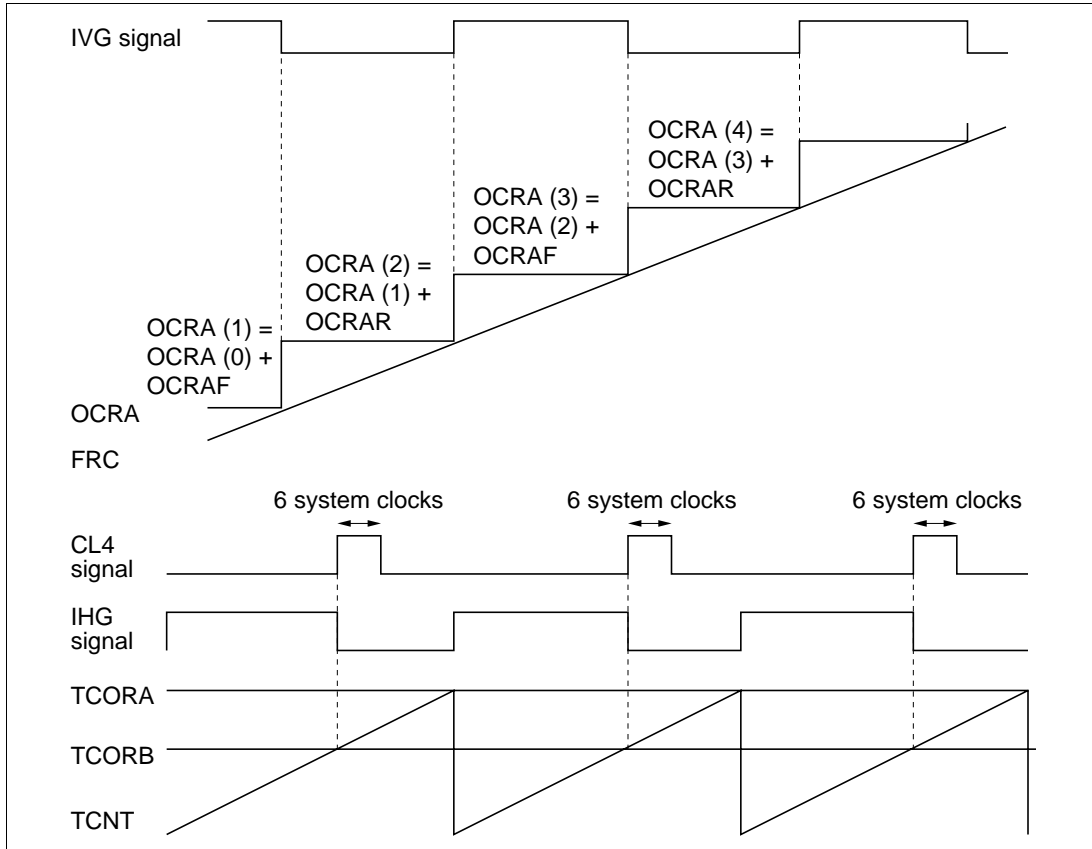 IVG signal
OCRA (4) =
OCRA (3) +
OCRAR
OCRA (3) =
OCRA (2) +
OCRAF
OCRA (2) =
OCRA (1) +
OCRAR
OCRA (1) =
OCRA (0) +
OCRAF
OCRA
FRC
6 system clocks 6 system clocks 6 system clocks
CL4
signal
IHG
signal
TCORA
TCORB
TCNT